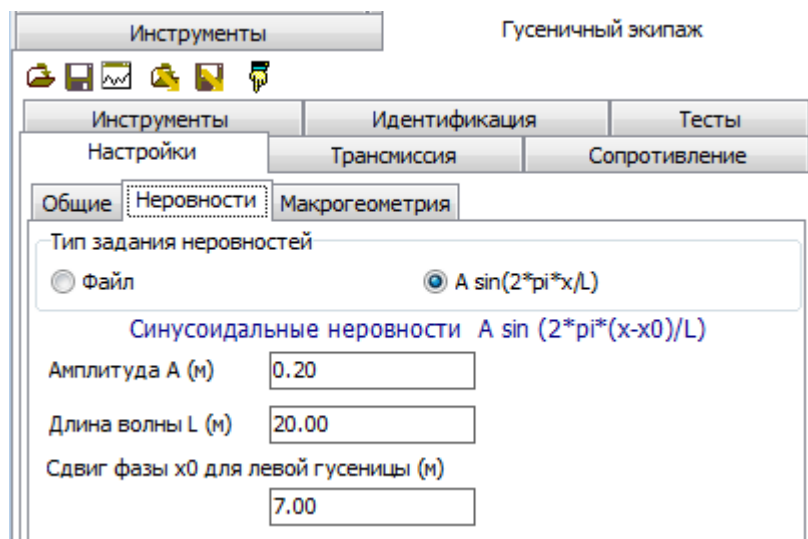 Инструменты Гусеничный экипаж
Инструменты Идентификация Тесты
Настройки Трансмиссия Сопротивление
Общие Неровности Макрогеометрия
Тип задания неровностей
Файл A sin(2*pi*x/L)
Синусоидальные неровности A sin (2*pi*(x-x0)/L)
Амплитуда A (м) 0.20
Длина волны L (м) 20.00
Сдвиг фазы x0 для левой гусеницы (м)
7.00